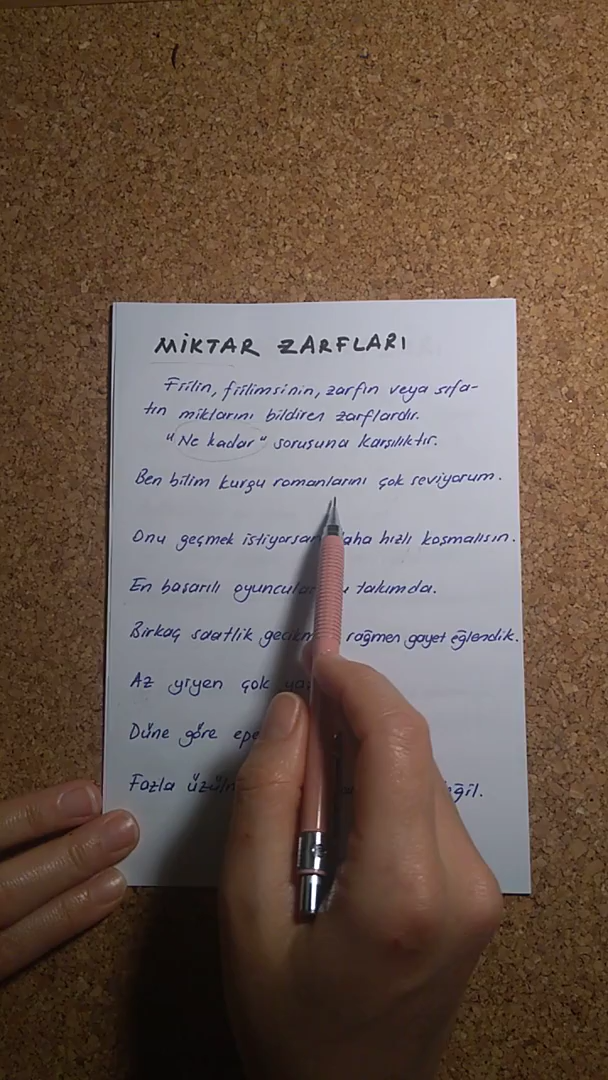 MİKTAR ZARFLARI
Fiilin, fiilimsinin, zarfın veya sıfa-
tın miktarını bildiren zarflardır.
"Ne kadar" sorusuna karşılıktır.
Ben bilim kurgu romanlarını çok seviyorum.
Onu geçmek istiyorsan daha hızlı koşmalısın.
En başarılı oyuncular takımda.
Birkaç saatlik rağmen gayet eğlendik.
Az yiyen çok
Düne göre
Fazla